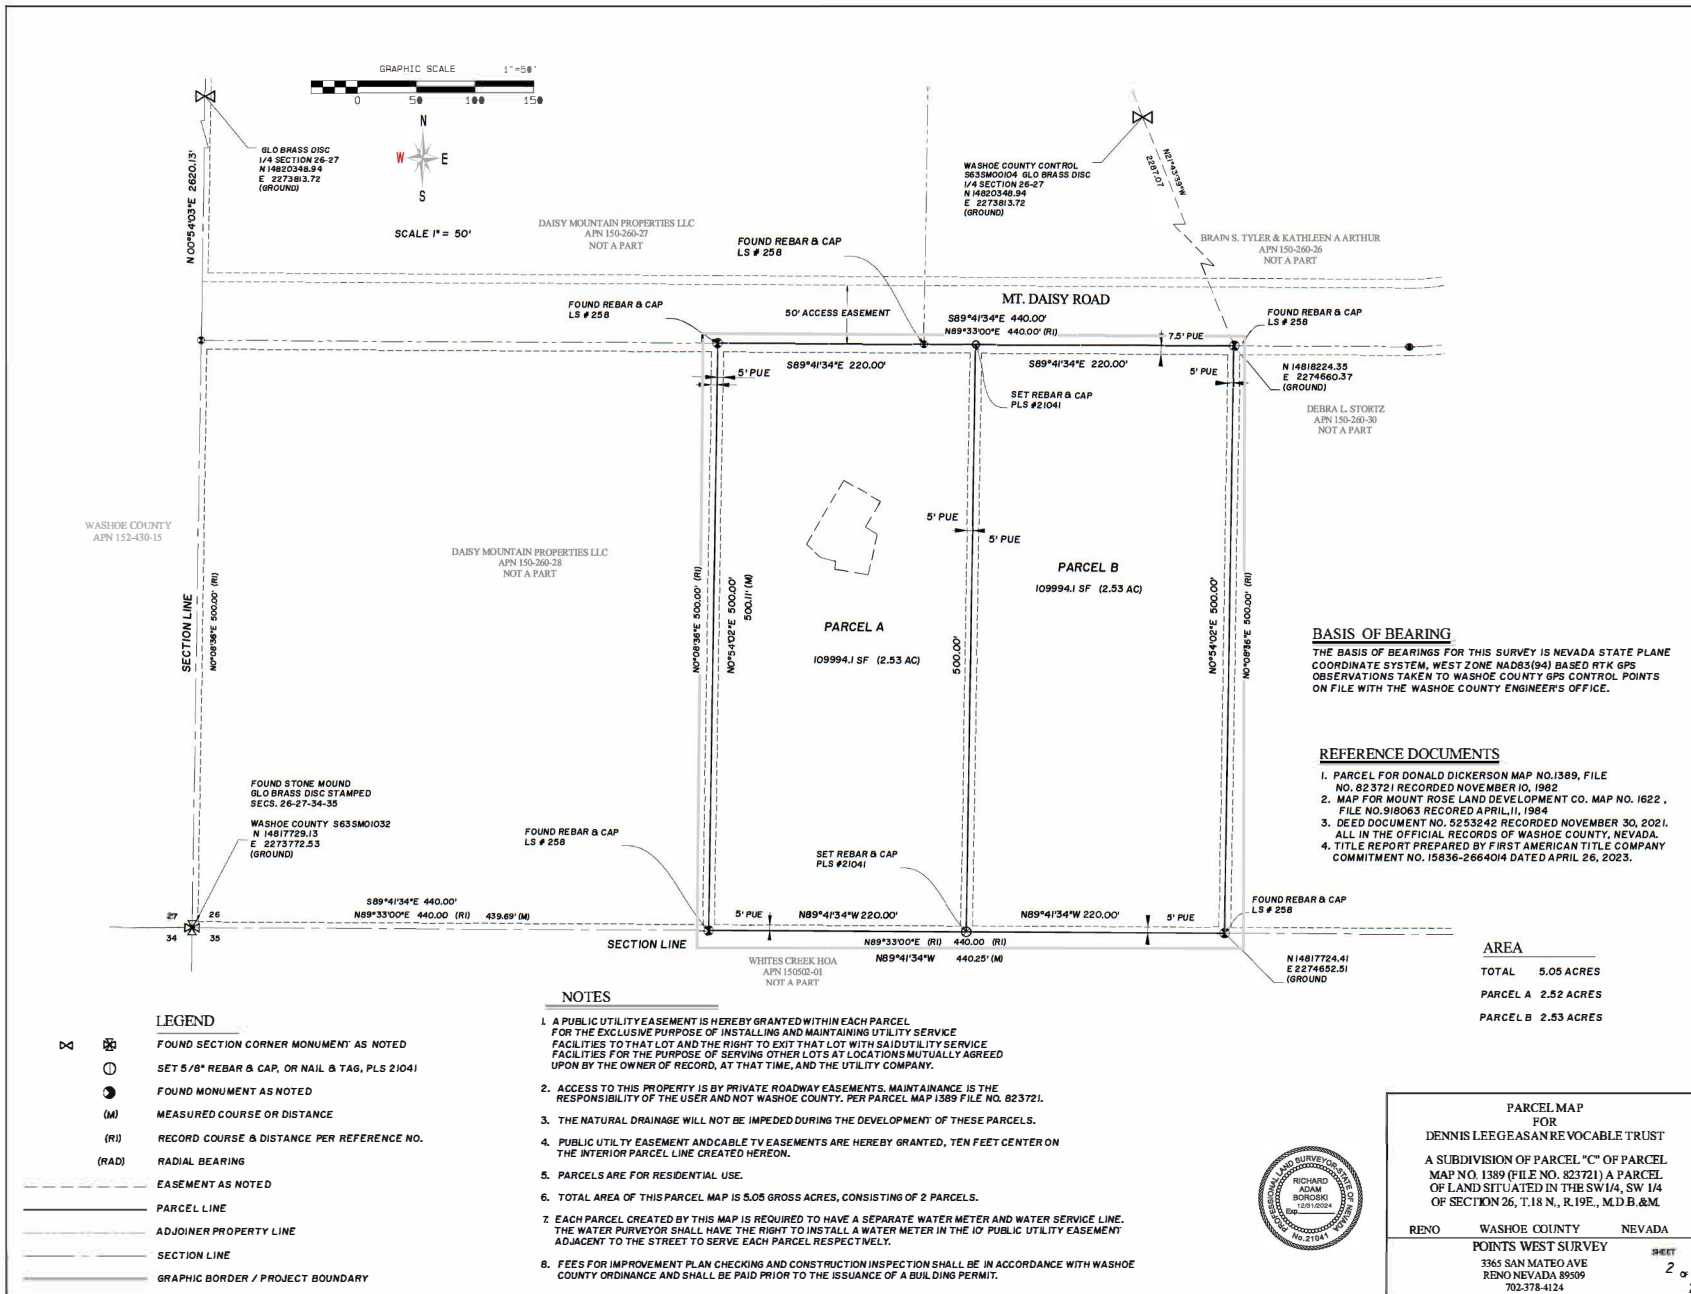 GRAPHIC SCALE 1"=50'
0 50 100 150
N
W E
S
SCALE 1" = 50'
GLO BRASS DISC
1/4 SECTION 26-27
N 14820348.94
E 2273813.72
(GROUND)
N 00°54'03"E 2620.13'
DAISY MOUNTAIN PROPERTIES LLC
APN 150-260-27
NOT A PART
FOUND REBAR & CAP
LS # 258
WASHOE COUNTY CONTROL
S63SM00104 GLO BRASS DISC
1/4 SECTION 26-27
N 14820348.94
E 2273813.72
(GROUND)
N21°43'39"W
2287.07
BRAIN S. TYLER & KATHLEEN A ARTHUR
APN 150-260-26
NOT A PART
FOUND REBAR & CAP
LS # 258
50' ACCESS EASEMENT
MT. DAISY ROAD
S89°41'34"E 440.00'
N89°33'00"E 440.00' (R1)
7.5' PUE
FOUND REBAR & CAP
LS # 258
5' PUE
S89°41'34"E 220.00'
S89°41'34"E 220.00'
5' PUE
N 14818224.35
E 2274660.37
(GROUND)
SET REBAR & CAP
PLS #21041
DEBRA L. STORTZ
APN 150-260-30
NOT A PART
WASHOE COUNTY
APN 152-430-15
DAISY MOUNTAIN PROPERTIES LLC
APN 150-260-28
NOT A PART
5' PUE
5' PUE
PARCEL B
109994.1 SF (2.53 AC)
PARCEL A
109994.1 SF (2.53 AC)
SECTION LINE
N0°08'36"E 500.00' (R1)
N0°08'36"E 500.00' (R1)
N0°54'02"E 500.00'
500.11' (M)
500.00'
N0°54'02"E 500.00'
N0°08'36"E 500.00' (R1)
BASIS OF BEARING
THE BASIS OF BEARINGS FOR THIS SURVEY IS NEVADA STATE PLANE
COORDINATE SYSTEM, WEST ZONE NAD83(94) BASED RTK GPS
OBSERVATIONS TAKEN TO WASHOE COUNTY GPS CONTROL POINTS
ON FILE WITH THE WASHOE COUNTY ENGINEER'S OFFICE.
REFERENCE DOCUMENTS
1. PARCEL FOR DONALD DICKERSON MAP NO.1389, FILE
NO. 823721 RECORDED NOVEMBER 10, 1982
2. MAP FOR MOUNT ROSE LAND DEVELOPMENT CO. MAP NO. 1622 ,
FILE NO.918063 RECORED APRIL,11, 1984
3. DEED DOCUMENT NO. 5253242 RECORDED NOVEMBER 30, 2021.
ALL IN THE OFFICIAL RECORDS OF WASHOE COUNTY, NEVADA.
4. TITLE REPORT PREPARED BY FIRST AMERICAN TITLE COMPANY
COMMITMENT NO. 15836-2664014 DATED APRIL 26, 2023.
FOUND STONE MOUND
GLO BRASS DISC STAMPED
SECS. 26-27-34-35
WASHOE COUNTY S63SM01032
N 14817729.13
E 2273772.53
(GROUND)
FOUND REBAR & CAP
LS # 258
SET REBAR & CAP
PLS #21041
FOUND REBAR & CAP
LS # 258
27 26
34 35
S89°41'34"E 440.00'
N89°33'00"E 440.00 (R1) 439.69' (M)
5' PUE
N89°41'34"W 220.00'
N89°41'34"W 220.00'
5' PUE
SECTION LINE
N89°33'00"E (R1) 440.00 (R1)
N89°41'34"W 440.25' (M)
WHITES CREEK HOA
APN 150502-01
NOT A PART
N 14817724.41
E 2274652.51
(GROUND
AREA
TOTAL 5.05 ACRES
PARCEL A 2.52 ACRES
PARCEL B 2.53 ACRES
LEGEND
FOUND SECTION CORNER MONUMENT AS NOTED
SET 5/8" REBAR & CAP, OR NAIL & TAG, PLS 21041
FOUND MONUMENT AS NOTED
(M) MEASURED COURSE OR DISTANCE
(R1) RECORD COURSE & DISTANCE PER REFERENCE NO.
(RAD) RADIAL BEARING
EASEMENT AS NOTED
PARCEL LINE
ADJOINER PROPERTY LINE
SECTION LINE
GRAPHIC BORDER / PROJECT BOUNDARY
NOTES
1. A PUBLIC UTILITY EASEMENT IS HEREBY GRANTED WITHIN EACH PARCEL
FOR THE EXCLUSIVE PURPOSE OF INSTALLING AND MAINTAINING UTILITY SERVICE
FACILITIES TO THAT LOT AND THE RIGHT TO EXIT THAT LOT WITH SAID UTILITY SERVICE
FACILITIES FOR THE PURPOSE OF SERVING OTHER LOTS AT LOCATIONS MUTUALLY AGREED
UPON BY THE OWNER OF RECORD, AT THAT TIME, AND THE UTILITY COMPANY.
2. ACCESS TO THIS PROPERTY IS BY PRIVATE ROADWAY EASEMENTS. MAINTAINANCE IS THE
RESPONSIBILITY OF THE USER AND NOT WASHOE COUNTY. PER PARCEL MAP 1389 FILE NO. 823721.
3. THE NATURAL DRAINAGE WILL NOT BE IMPEDED DURING THE DEVELOPMENT OF THESE PARCELS.
4. PUBLIC UTILTY EASEMENT AND CABLE TV EASEMENTS ARE HEREBY GRANTED, TEN FEET CENTER ON
THE INTERIOR PARCEL LINE CREATED HEREON.
5. PARCELS ARE FOR RESIDENTIAL USE.
6. TOTAL AREA OF THIS PARCEL MAP IS 5.05 GROSS ACRES, CONSISTING OF 2 PARCELS.
7. EACH PARCEL CREATED BY THIS MAP IS REQUIRED TO HAVE A SEPARATE WATER METER AND WATER SERVICE LINE.
THE WATER PURVEYOR SHALL HAVE THE RIGHT TO INSTALL A WATER METER IN THE 10' PUBLIC UTILITY EASEMENT
ADJACENT TO THE STREET TO SERVE EACH PARCEL RESPECTIVELY.
8. FEES FOR IMPROVEMENT PLAN CHECKING AND CONSTRUCTION INSPECTION SHALL BE IN ACCORDANCE WITH WASHOE
COUNTY ORDINANCE AND SHALL BE PAID PRIOR TO THE ISSUANCE OF A BUILDING PERMIT.
PROFESSIONAL LAND SURVEYOR-STATE OF NEVADA
RICHARD
ADAM
BOROSKI
Exp. 12/31/2024
No.21041
PARCEL MAP
FOR
DENNIS LEE GEASAN REVOCABLE TRUST
A SUBDIVISION OF PARCEL "C" OF PARCEL
MAP NO. 1389 (FILE NO. 823721) A PARCEL
OF LAND SITUATED IN THE SW1/4, SW 1/4
OF SECTION 26, T.18 N., R.19E., M.D.B.&M.
RENO WASHOE COUNTY NEVADA
POINTS WEST SURVEY
3365 SAN MATEO AVE
RENO NEVADA 89509
702-378-4124
SHEET
2 OF